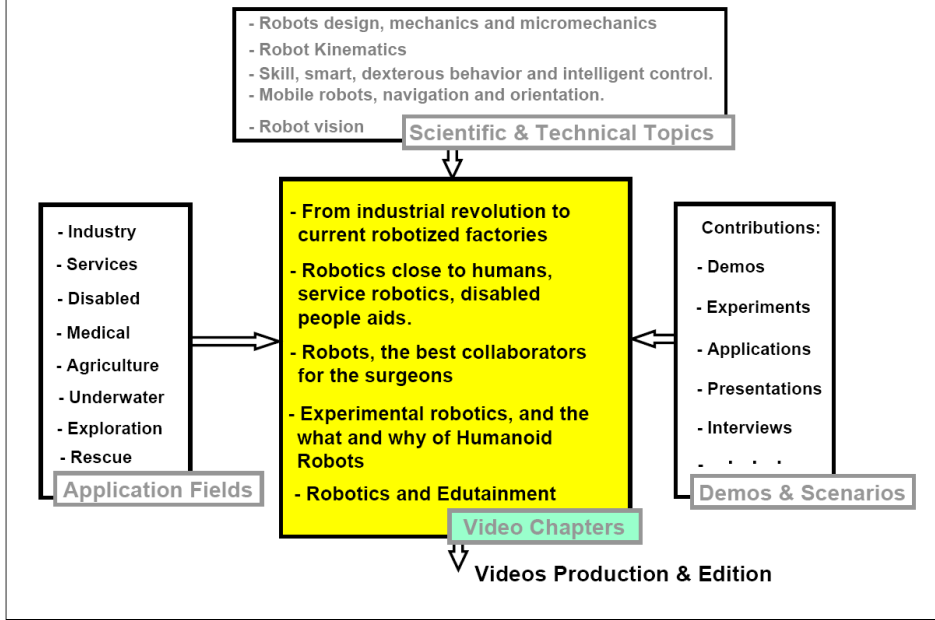 - Robots design, mechanics and micromechanics
- Robot Kinematics
- Skill, smart, dexterous behavior and intelligent control.
- Mobile robots, navigation and orientation.
- Robot vision
Scientific & Technical Topics
- Industry
- Services
- Disabled
- Medical
- Agriculture
- Underwater
- Exploration
- Rescue
Application Fields
- From industrial revolution to
current robotized factories
- Robotics close to humans,
service robotics, disabled
people aids.
- Robots, the best collaborators
for the surgeons
- Experimental robotics, and the
what and why of Humanoid
Robots
- Robotics and Edutainment
Video Chapters
Contributions:
- Demos
- Experiments
- Applications
- Presentations
- Interviews
- . . .
Demos & Scenarios
Videos Production & Edition